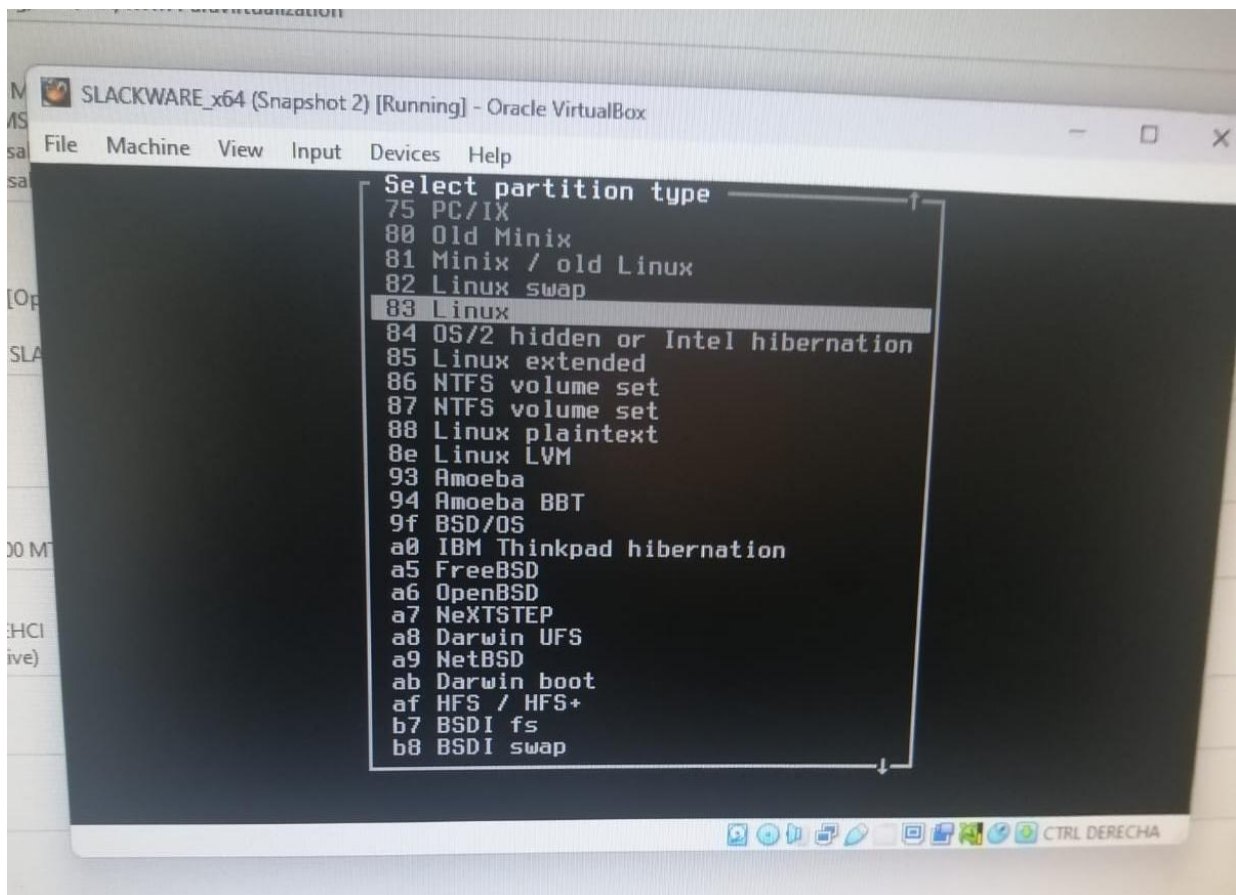 SLACKWARE_x64 (Snapshot 2) [Running] - Oracle VirtualBox
File Machine View Input Devices Help
Select partition type
75 PC/IX
80 Old Minix
81 Minix / old Linux
82 Linux swap
83 Linux
84 OS/2 hidden or Intel hibernation
85 Linux extended
86 NTFS volume set
87 NTFS volume set
88 Linux plaintext
8e Linux LVM
93 Amoeba
94 Amoeba BBT
9f BSD/OS
a0 IBM Thinkpad hibernation
a5 FreeBSD
a6 OpenBSD
a7 NeXTSTEP
a8 Darwin UFS
a9 NetBSD
ab Darwin boot
af HFS / HFS+
b7 BSDI fs
b8 BSDI swap
CTRL DERECHA